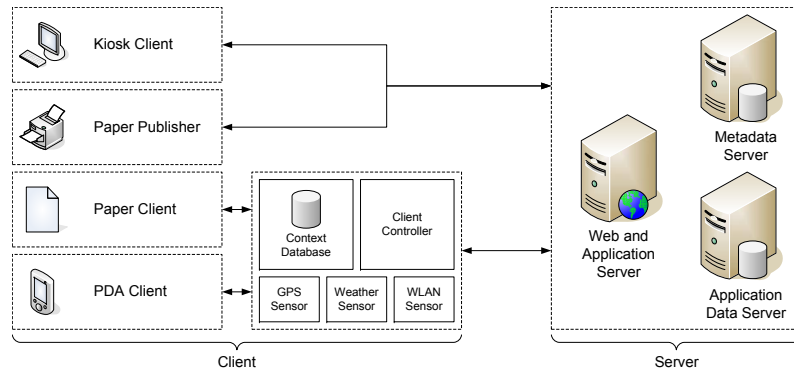 Kiosk Client
Paper Publisher
Paper Client
PDA Client
Context
Database
Client
Controller
GPS
Sensor
Weather
Sensor
WLAN
Sensor
Client
Metadata
Server
Web and
Application
Server
Application
Data Server
Server